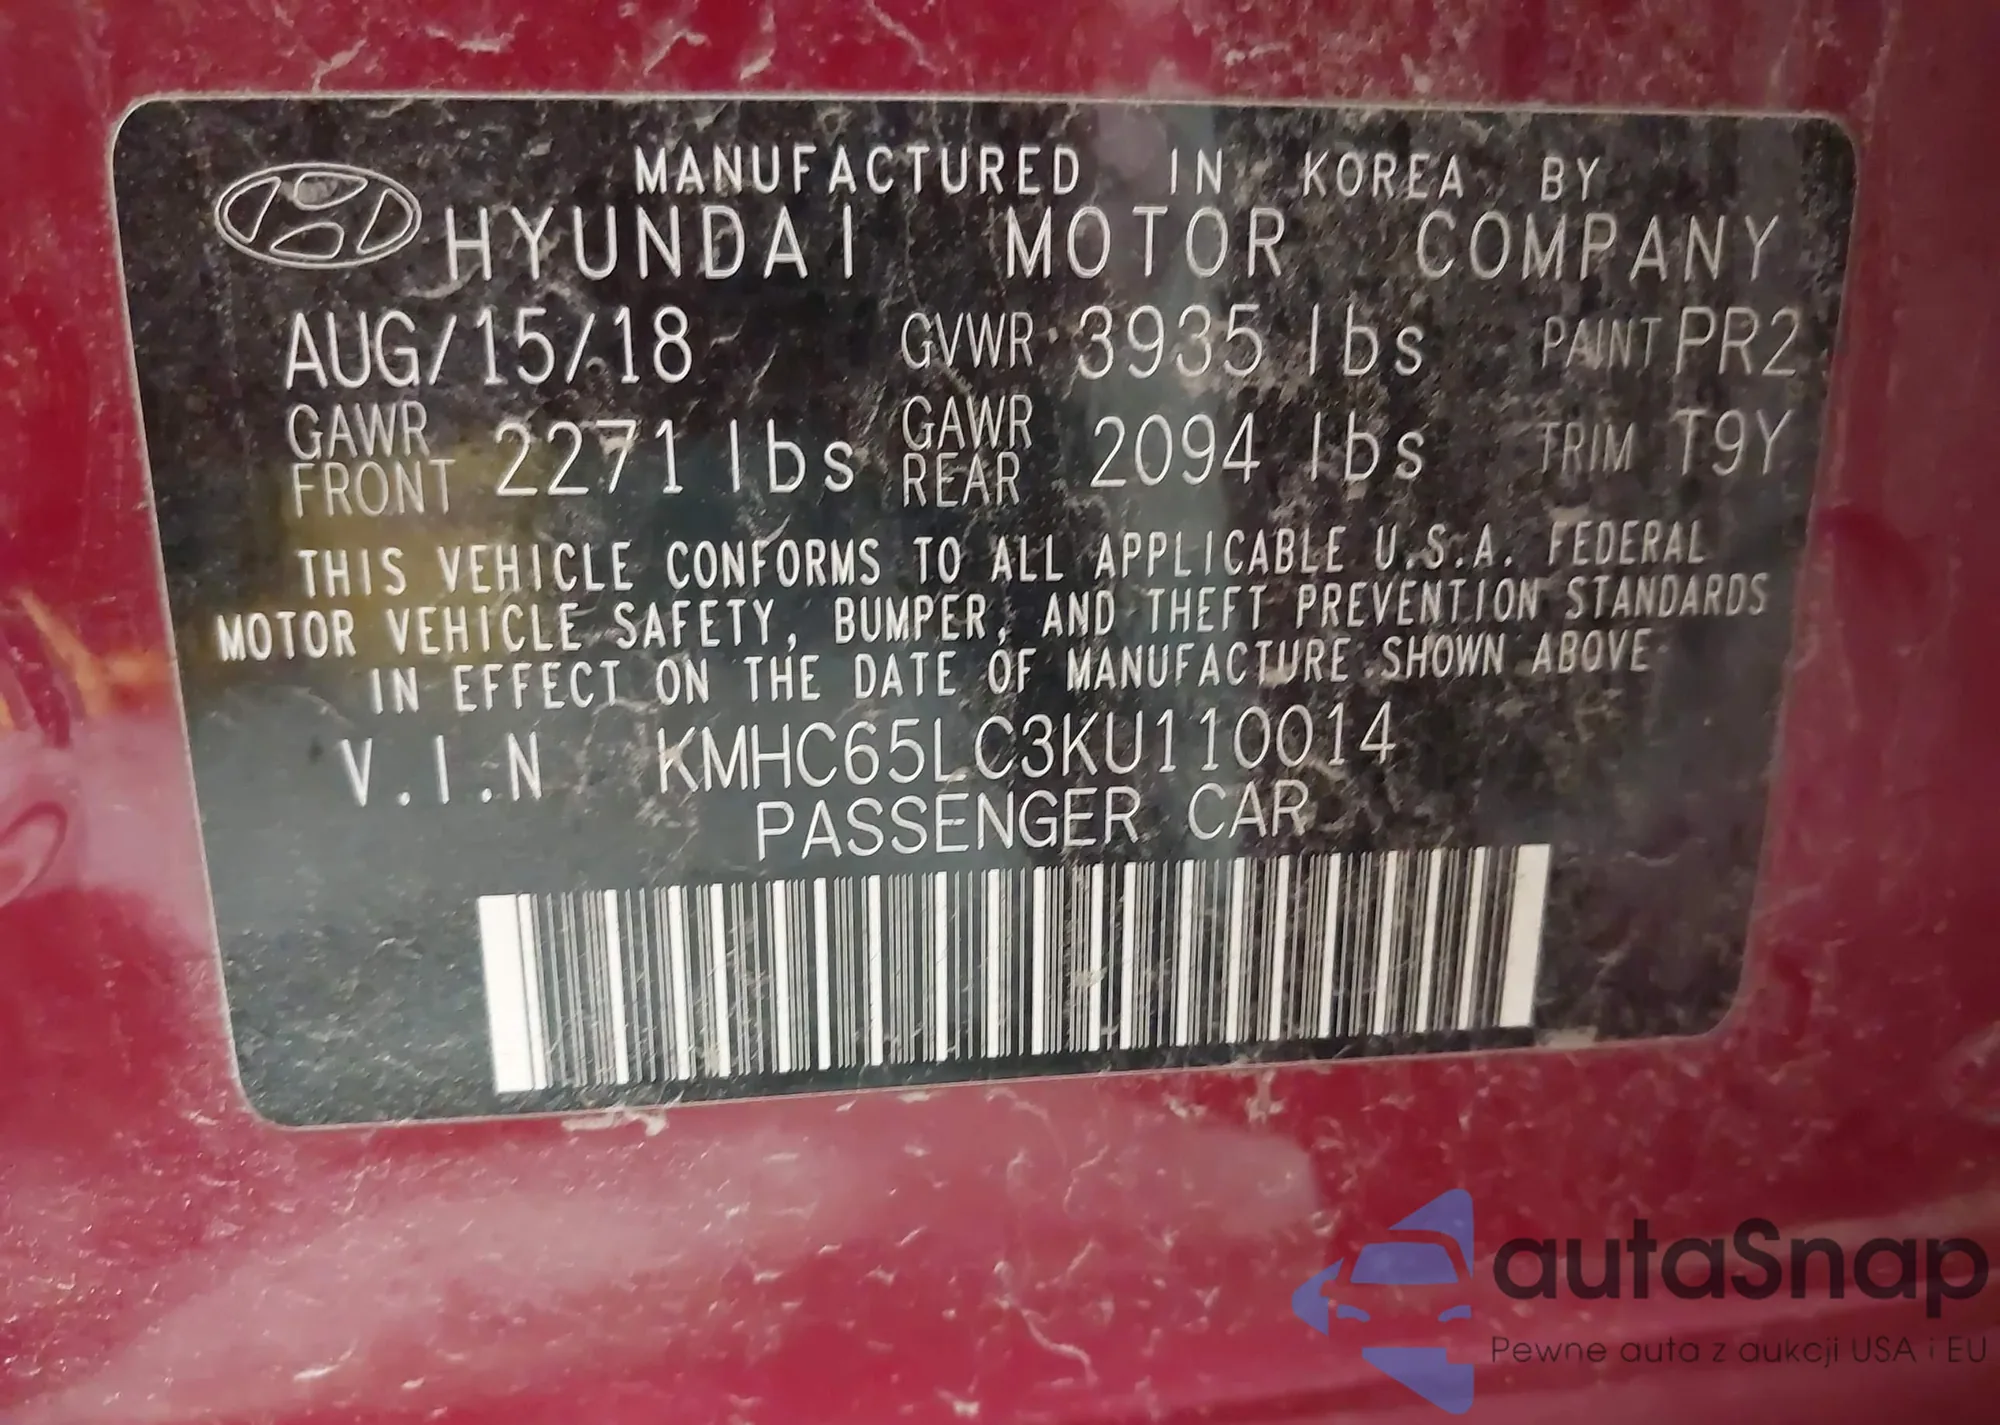 MANUFACTURED IN KOREA BY
HYUNDAI MOTOR COMPANY
AUG/15/18 GVWR 3935 lbs PAINT PR2
GAWR FRONT 2271 lbs GAWR REAR 2094 lbs TRIM T9Y
THIS VEHICLE CONFORMS TO ALL APPLICABLE U.S.A. FEDERAL
MOTOR VEHICLE SAFETY, BUMPER, AND THEFT PREVENTION STANDARDS
IN EFFECT ON THE DATE OF MANUFACTURE SHOWN ABOVE
V.I.N KMHC65LC3KU110014
PASSENGER CAR
autaSnap
Pewne auta z aukcji USA i EU